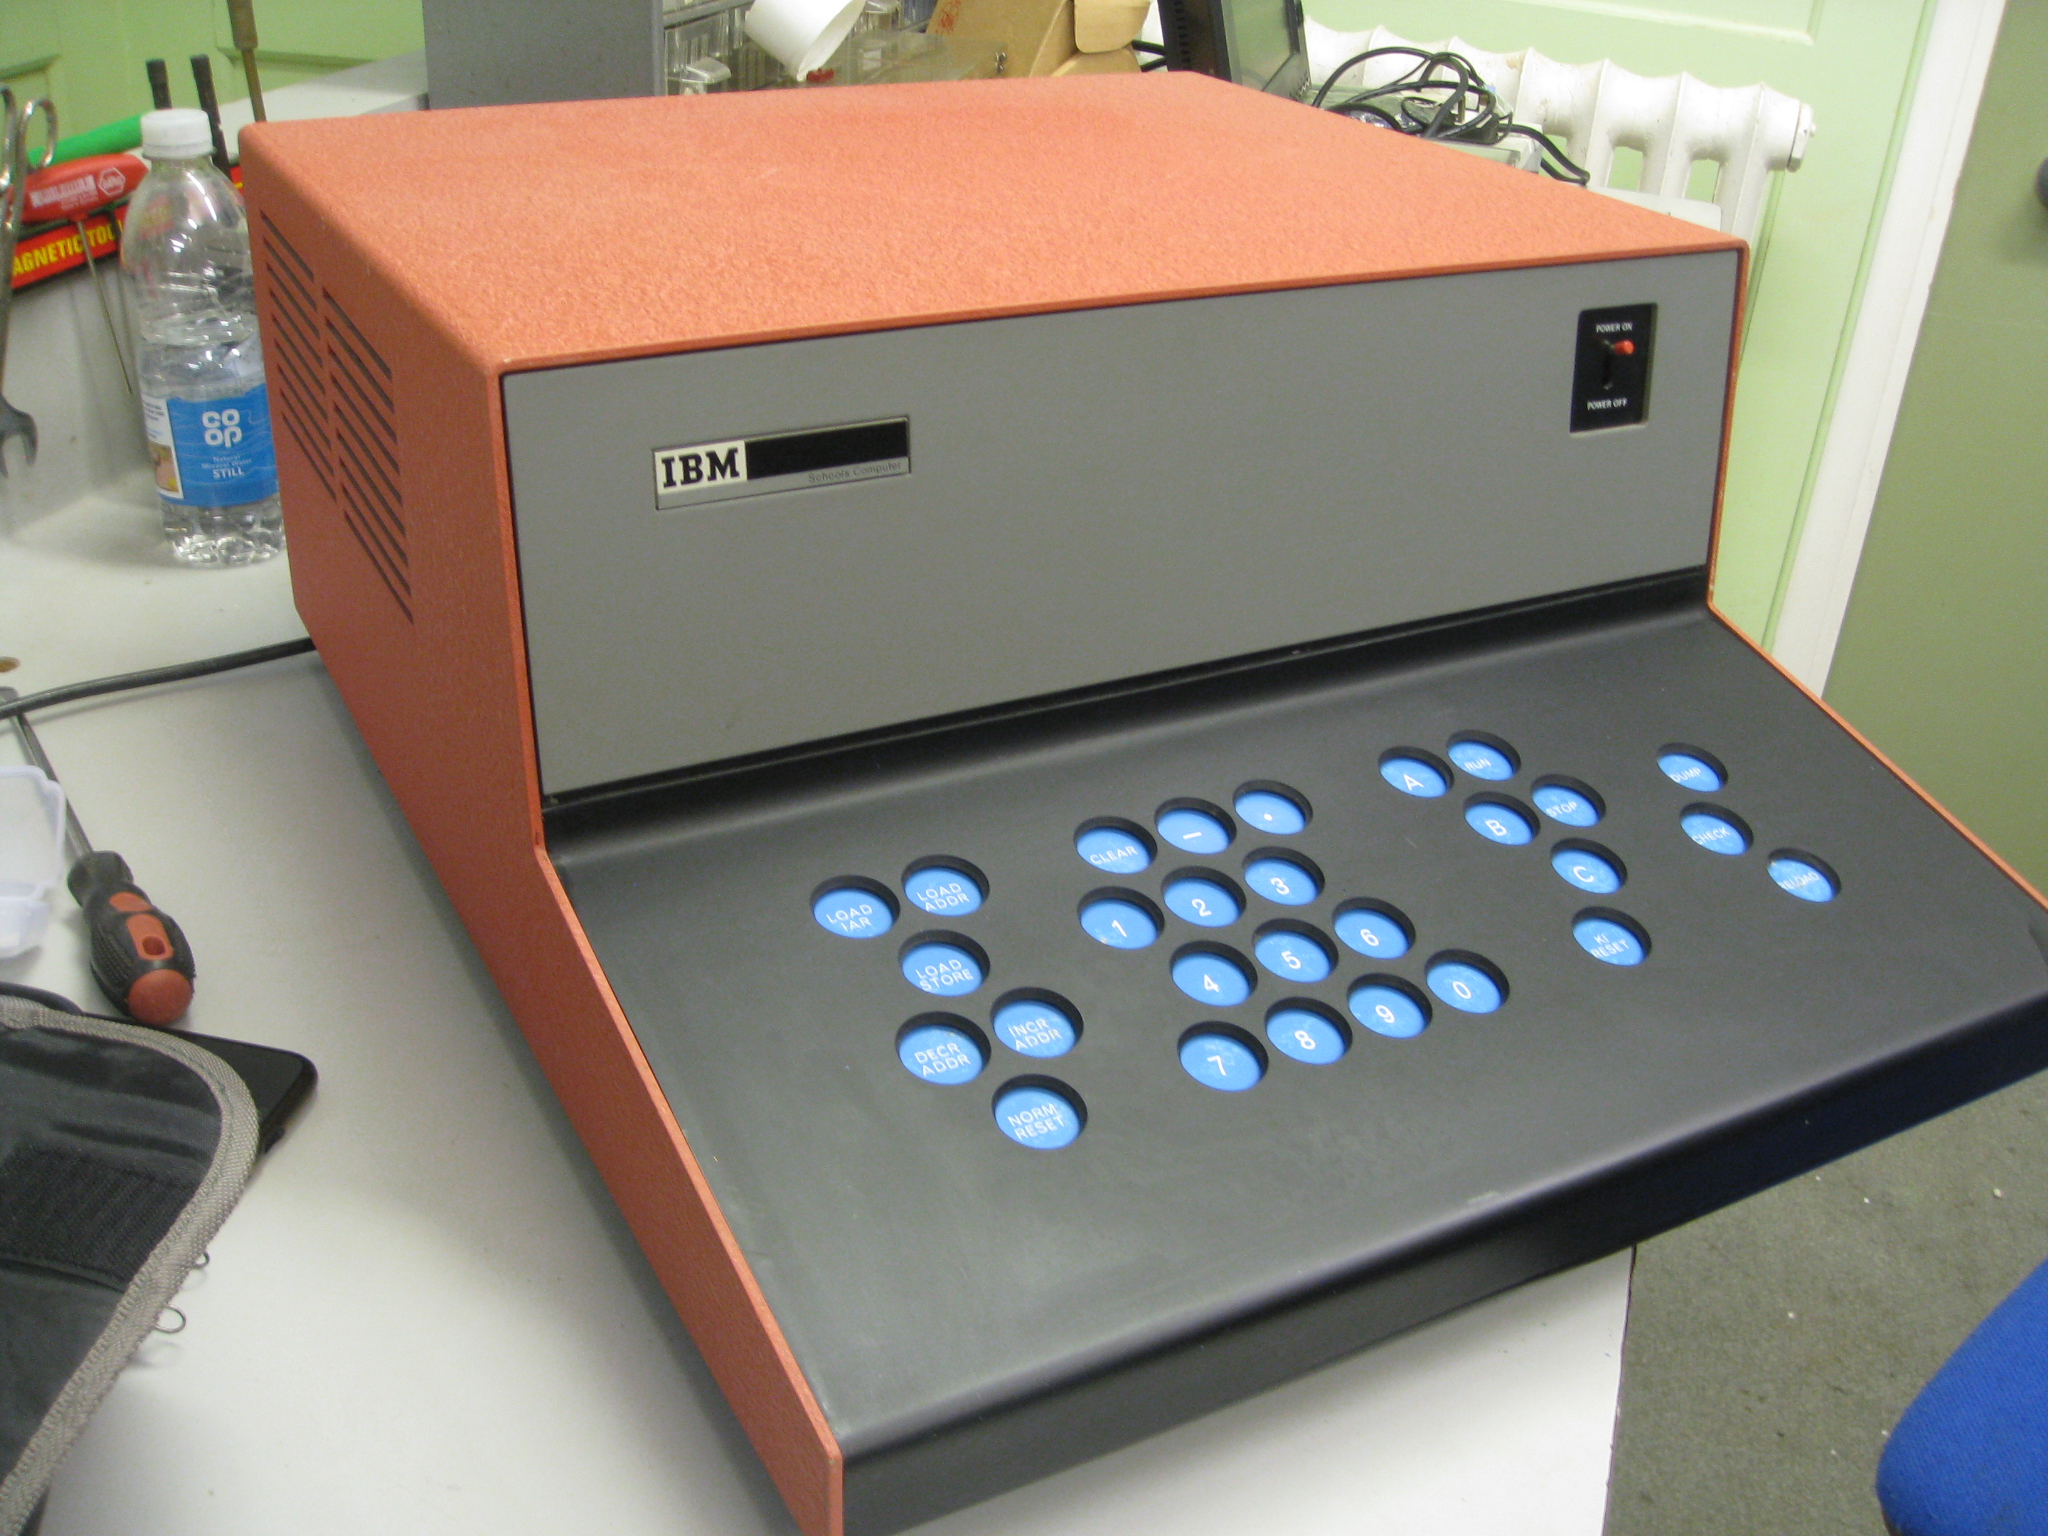 MAGNETIC TOO
CO
OP
Natural
Mineral Water
STILL
IBM
Schools Computer
POWER ON
POWER OFF
LOAD
IAR
LOAD
ADDR
LOAD
STORE
DECR
ADDR
INCR
ADDR
NORM
RESET
CLEAR
—
.
1
2
3
4
5
6
7
8
9
0
A
RUN
B
STOP
C
KI
RESET
DUMP
CHECK
RELOAD